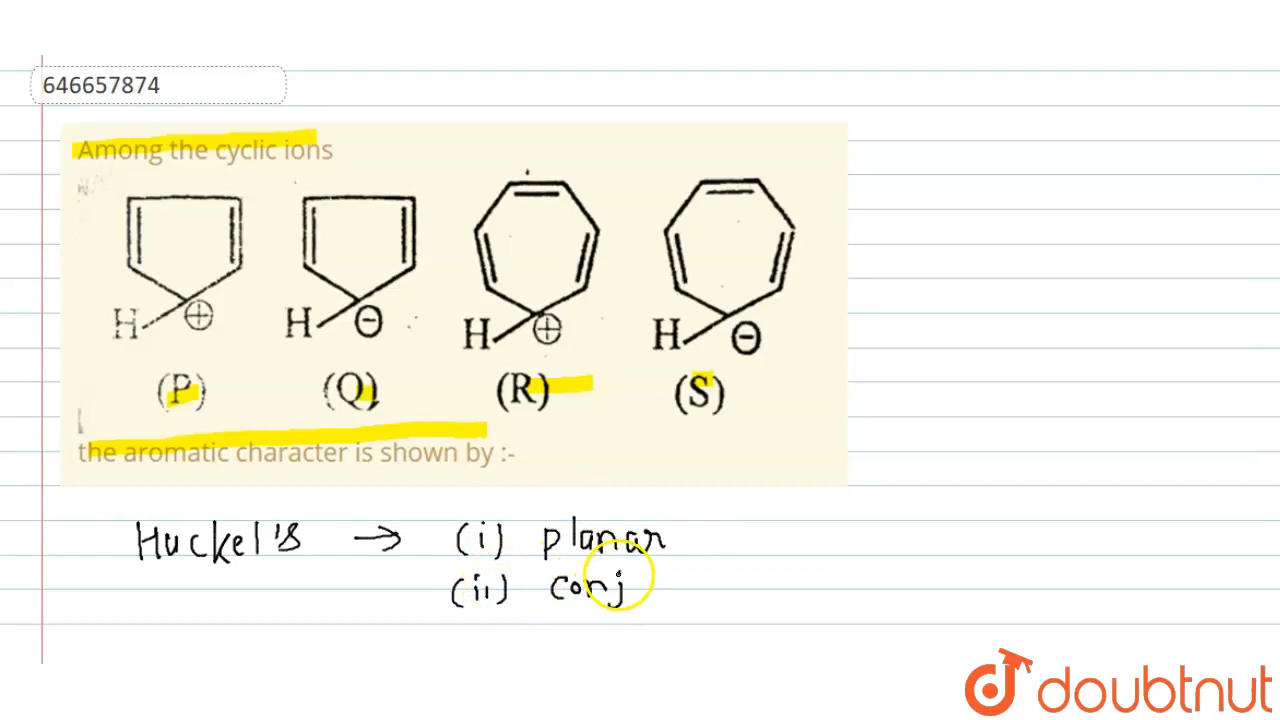 646657874
Among the cyclic ions
H ⊕ H ⊖ H ⊕ H ⊖
(P) (Q) (R) (S)
the aromatic character is shown by :-
Huckel's → (i) planar
(ii) conj
doubtnut